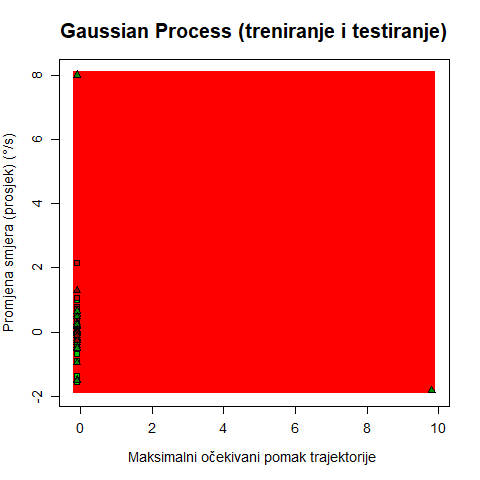 Gaussian Process (treniranje i testiranje)
Promjena smjera (prosjek) (°/s)
8
6
4
2
0
-2
0 2 4 6 8 10
Maksimalni očekivani pomak trajektorije